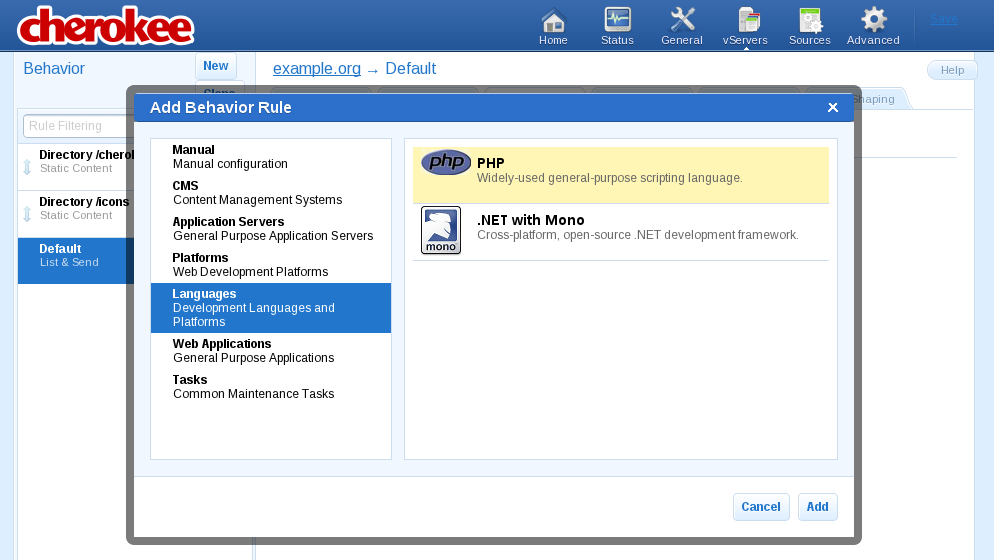 cherokee
Home
Status
General
vServers
Sources
Advanced
Save
Behavior
New
Clone
example.org → Default
Help
Shaping
Add Behavior Rule
Rule Filtering
Directory /chero
Static Content
Directory /icons
Static Content
Default
List & Send
Manual
Manual configuration
CMS
Content Management Systems
Application Servers
General Purpose Application Servers
Platforms
Web Development Platforms
Languages
Development Languages and
Platforms
Web Applications
General Purpose Applications
Tasks
Common Maintenance Tasks
php
PHP
Widely-used general-purpose scripting language.
mono
.NET with Mono
Cross-platform, open-source .NET development framework.
Cancel
Add